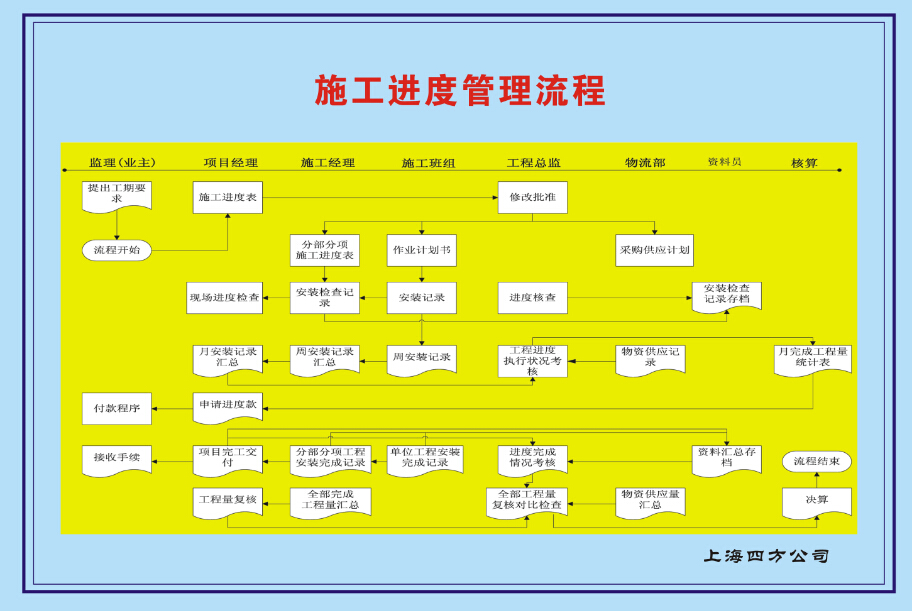 施工进度管理流程
监理(业主) 项目经理 施工经理 施工班组 工程总监 物流部 资料员 核算
提出工期要
求
施工进度表
修改批准
流程开始
分部分项
施工进度表
作业计划书
采购供应计划
现场进度检查
安装检查记
录
安装记录
进度核查
安装检查
记录存档
月安装记录
汇总
周安装记录
汇总
周安装记录
工程进度
执行状况考
核
物资供应记
录
月完成工程量
统计表
付款程序
申请进度款
接收手续
项目完工交
付
分部分项工程
安装完成记录
单位工程安装
完成记录
进度完成
情况考核
资料汇总存
档
流程结束
工程量复核
全部完成
工程量汇总
全部工程量
复核对比检查
物资供应量
汇总
决算
上海四方公司